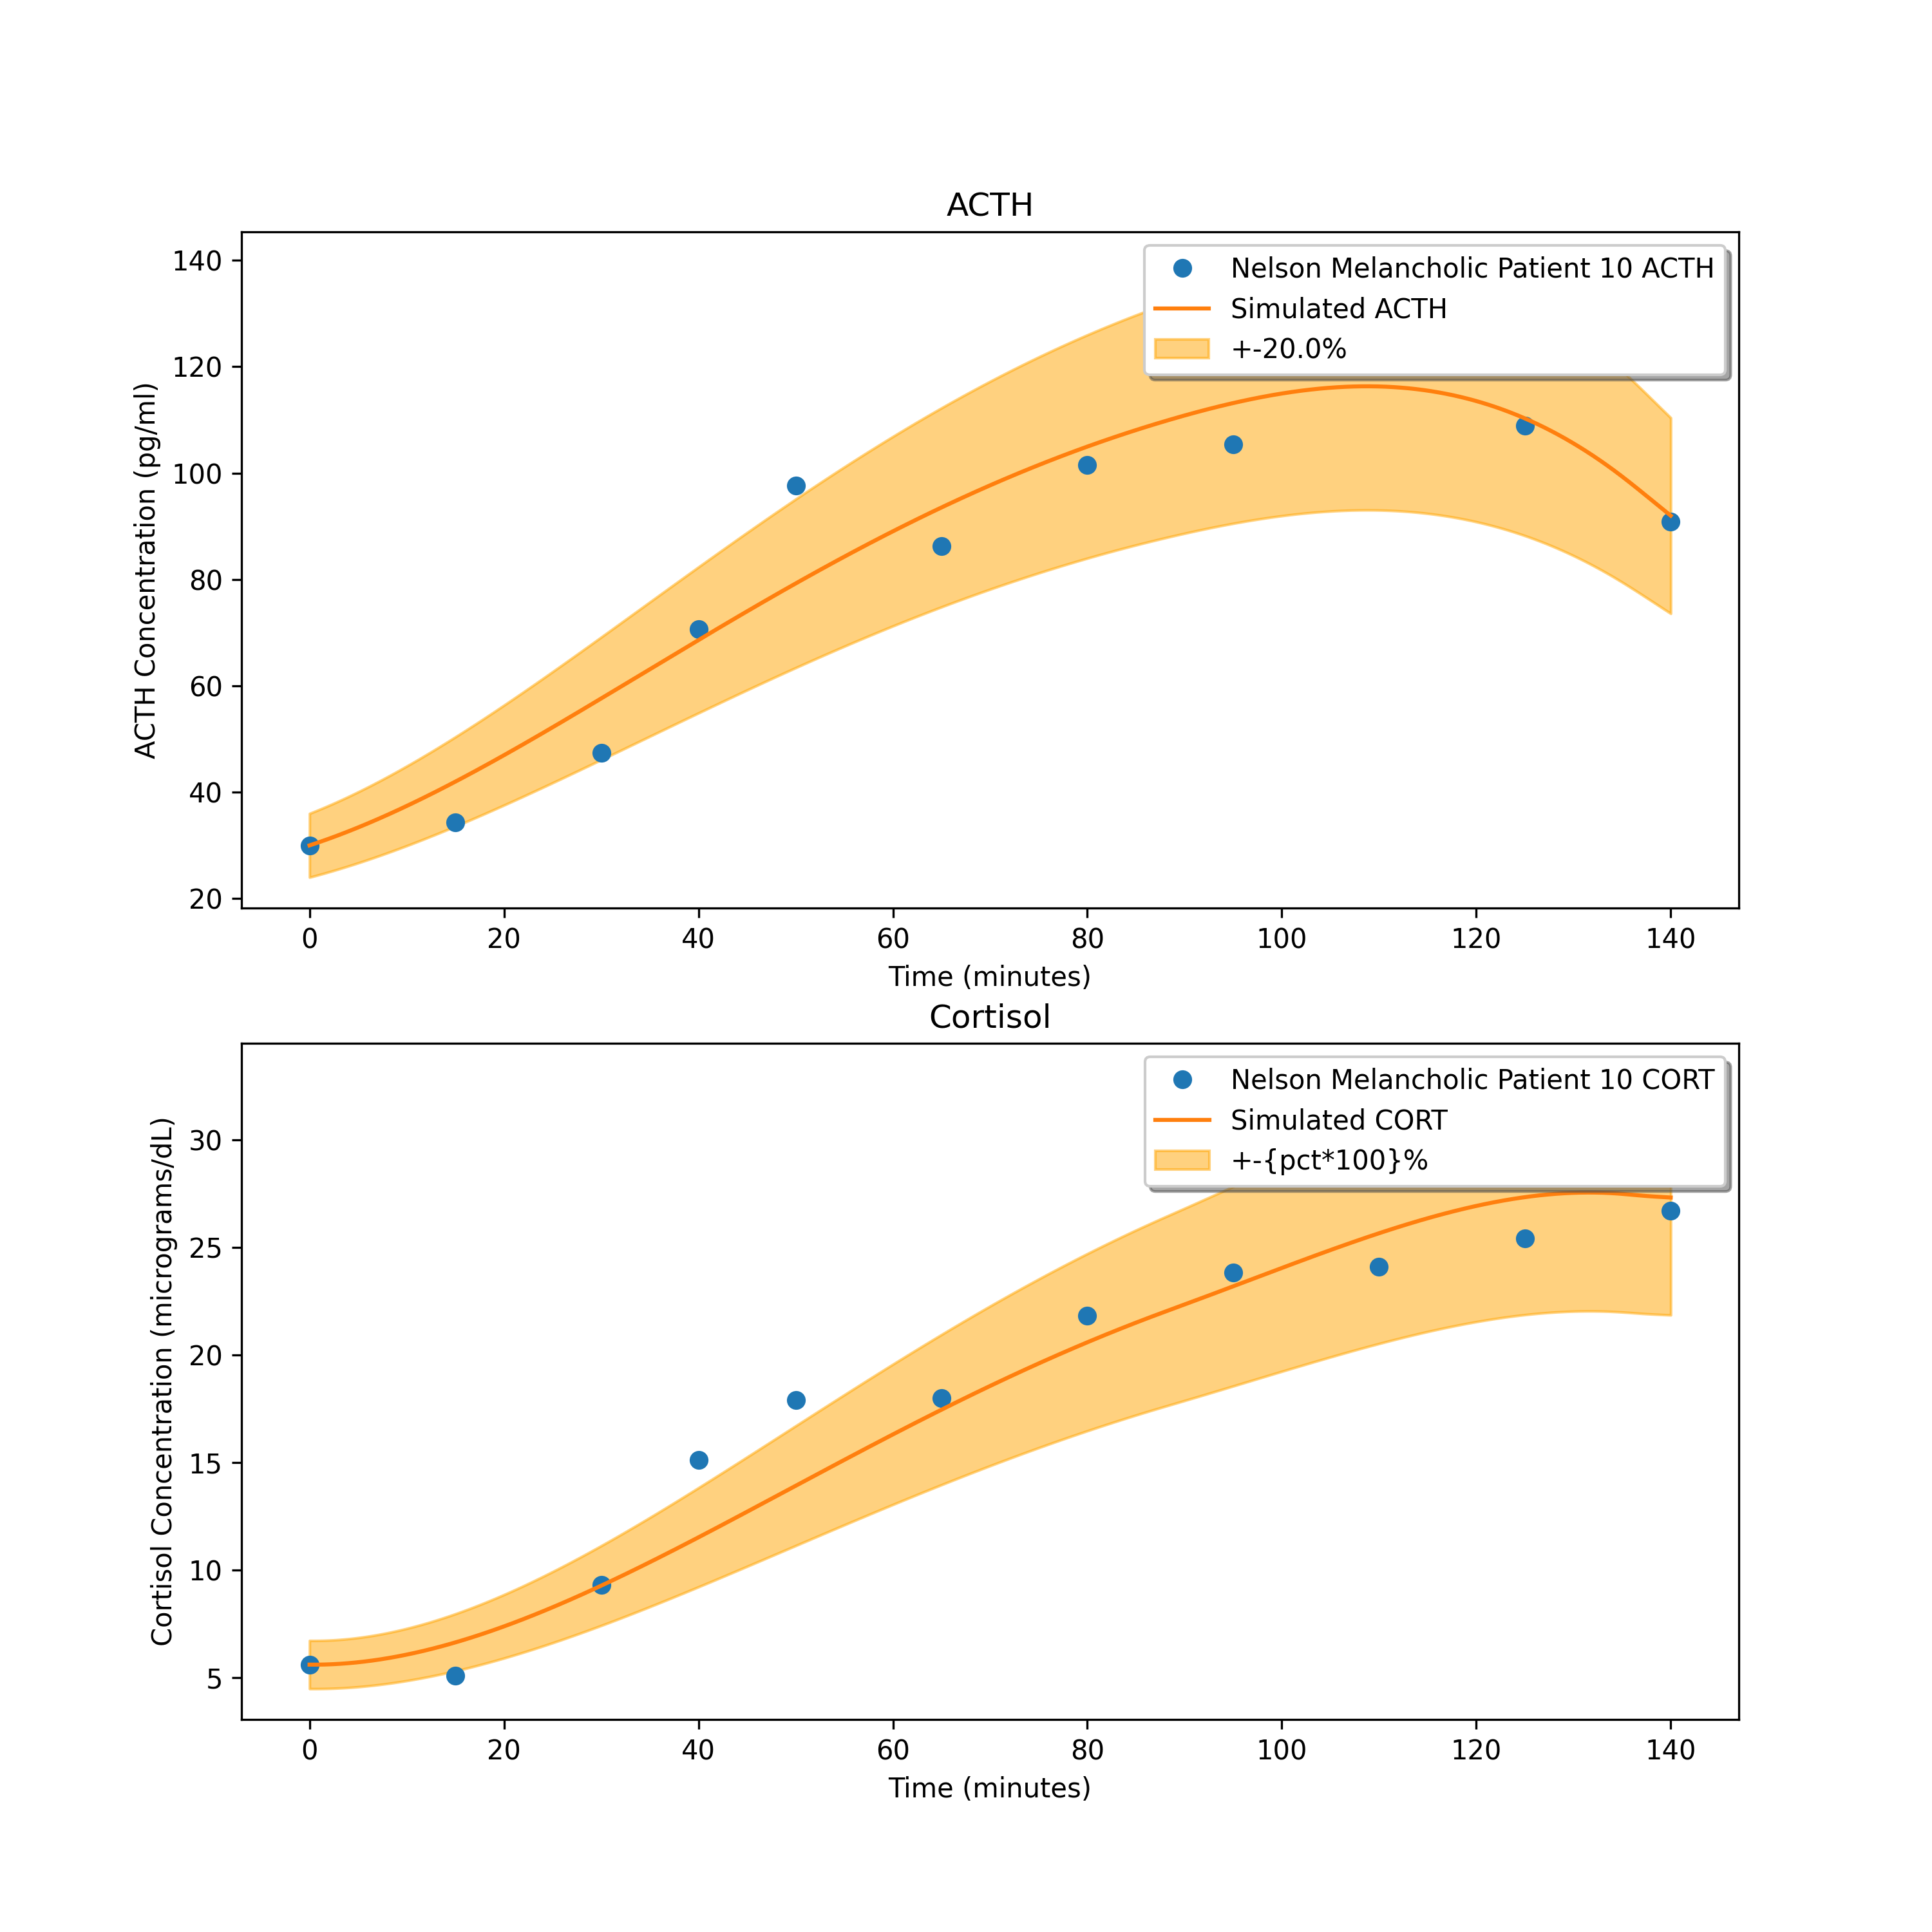 ACTH
140
120
100
80
60
40
20
ACTH Concentration (pg/ml)
Nelson Melancholic Patient 10 ACTH
Simulated ACTH
+-20.0%
0 20 40 60 80 100 120 140
Time (minutes)
Cortisol
30
25
20
15
10
5
Cortisol Concentration (micrograms/dL)
Nelson Melancholic Patient 10 CORT
Simulated CORT
+-{pct*100}%
0 20 40 60 80 100 120 140
Time (minutes)